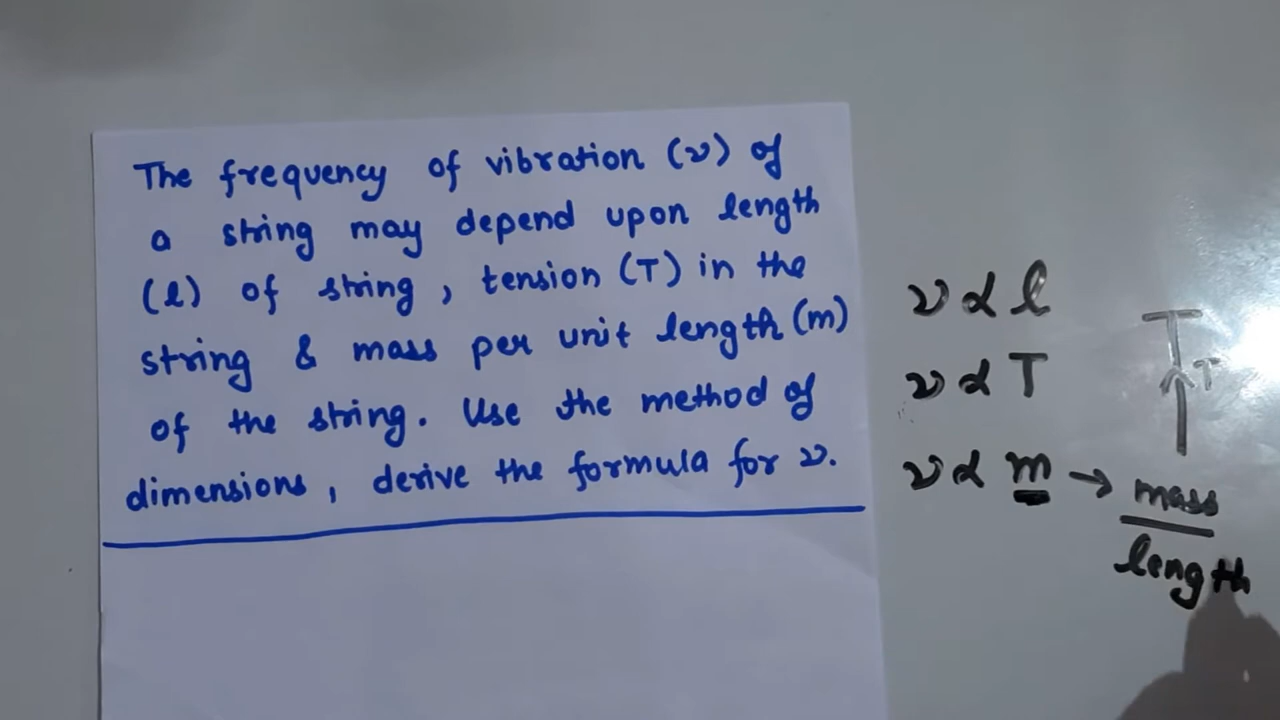 The frequency of vibration (ν) of
a string may depend upon length
(l) of string, tension (T) in the
string & mass per unit length (m)
of the string. Use the method of
dimensions, derive the formula for ν.
ν ∝ l
ν ∝ T
ν ∝ m → mass
length
T